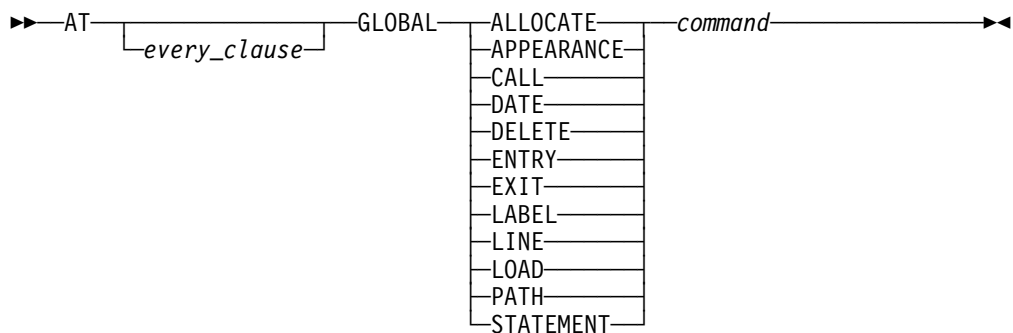 AT GLOBAL ALLOCATE command
every_clause APPEARANCE
CALL
DATE
DELETE
ENTRY
EXIT
LABEL
LINE
LOAD
PATH
STATEMENT